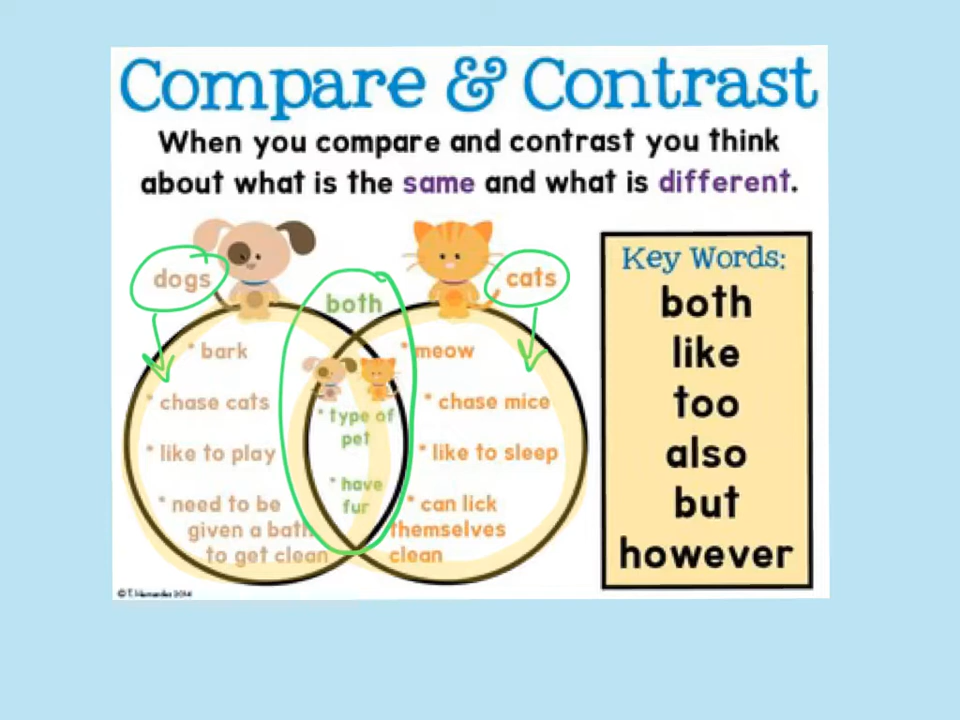 Compare & Contrast
When you compare and contrast you think
about what is the same and what is different.
dogs
both
cats
* bark
* chase cats
* like to play
* need to be
given a bath
to get clean
* type of
pet
* have
fur
* meow
* chase mice
* like to sleep
* can lick
themselves
clean
Key Words:
both
like
too
also
but
however
© T. Hernandez 2014